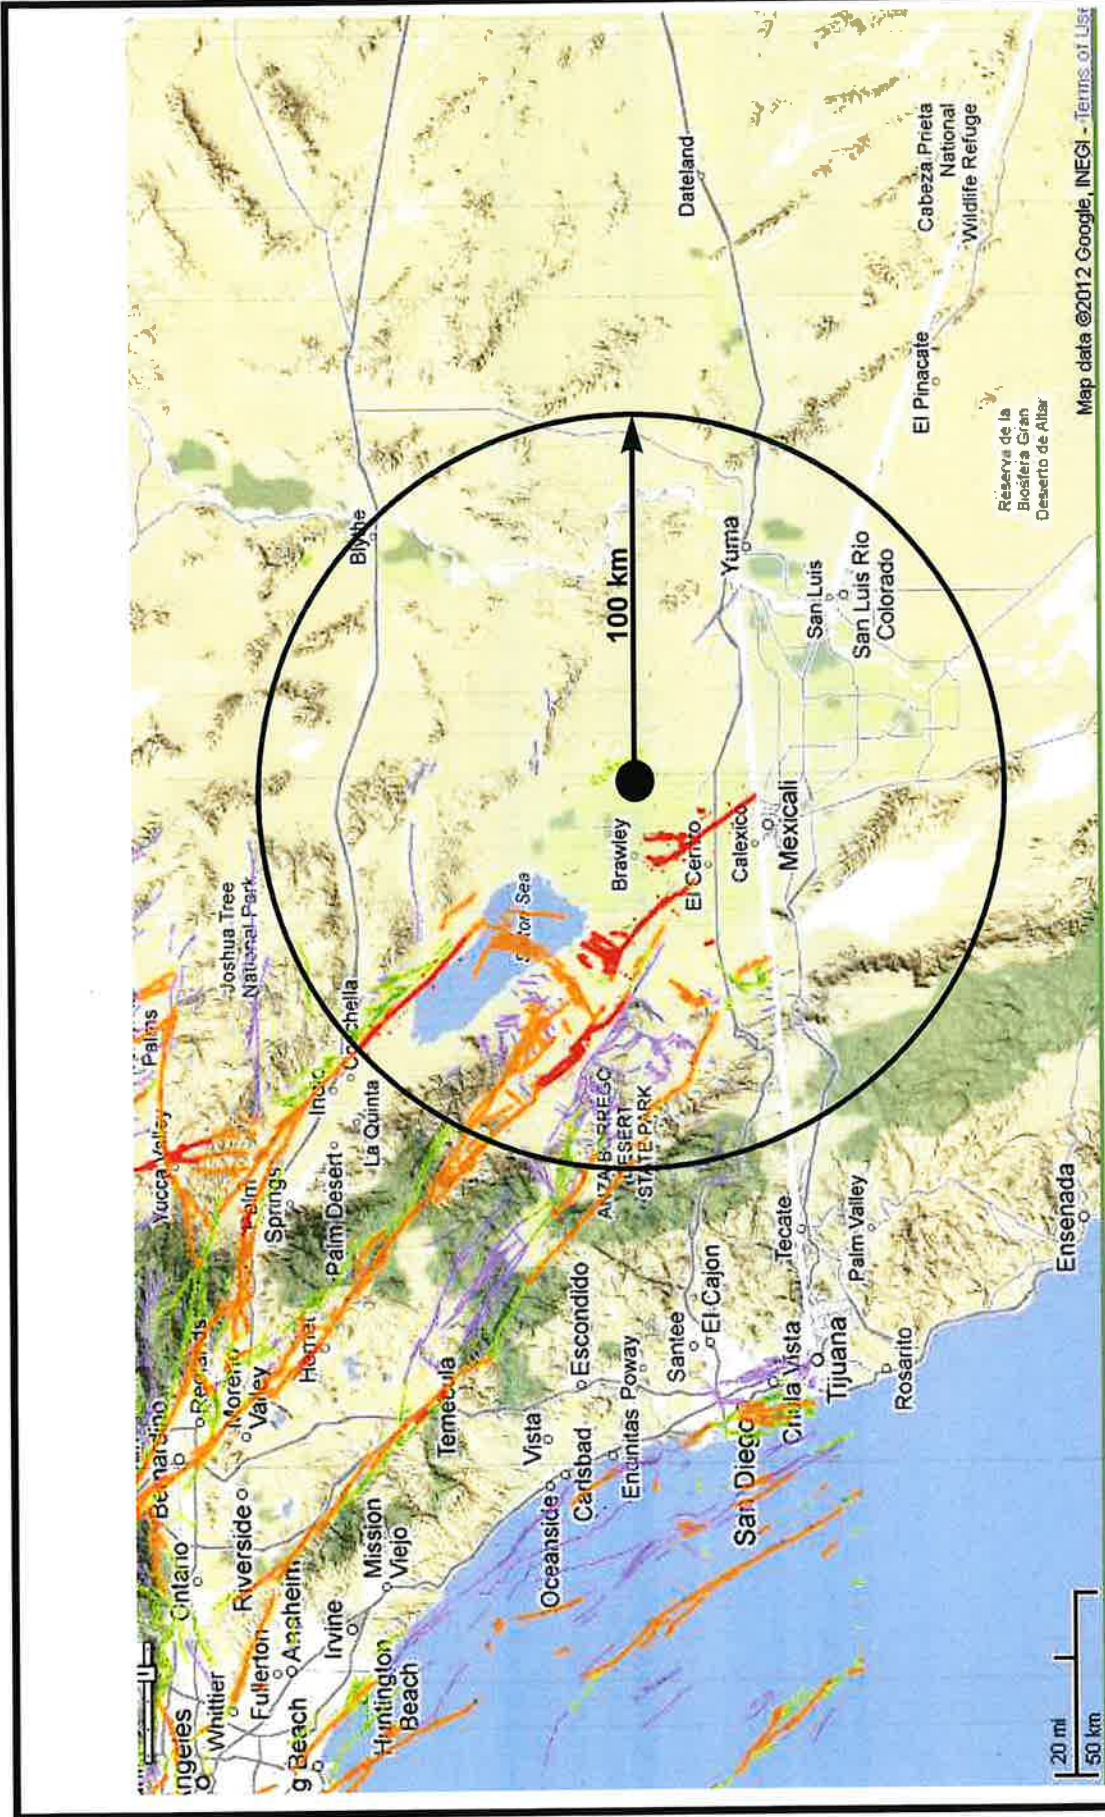 Palms
Yucca Valley
Bernardino
Ontario
ngeles
Redlands
Whittier
Joshua Tree
National Park
Moreno
Valley
Riverside
Palm
Springs
Fullerton
Anaheim
g Beach
Hemet
Indio
Palm Desert
Irvine
Coachella
La Quinta
Blythe
Mission
Viejo
Huntington
Beach
Temecula
Salton Sea
Vista
Oceanside
Carlsbad
Escondido
ANZA BORREGO
DESERT
STATE PARK
Encinitas
Poway
Brawley
100 km
Santee
El Cajon
El Centro
Dateland
San Diego
Calexico
Yuma
Chula Vista
Tecate
Mexicali
Tijuana
San Luis
Palm Valley
San Luis Rio
Colorado
Rosarito
El Pinacate
Cabeza Prieta
National
Wildlife Refuge
Reserva de la
Biosfera Gran
Desierto de Altar
Ensenada
20 mi
50 km
Map data ©2012 Google, INEGI - Terms of Use